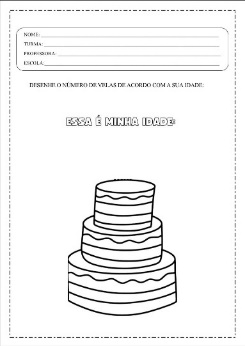 NOME:
TURMA:
PROFESSORA:
ESCOLA:
DESENHE O NÚMERO DE VELAS DE ACORDO COM A SUA IDADE:
ESSA É MINHA IDADE: